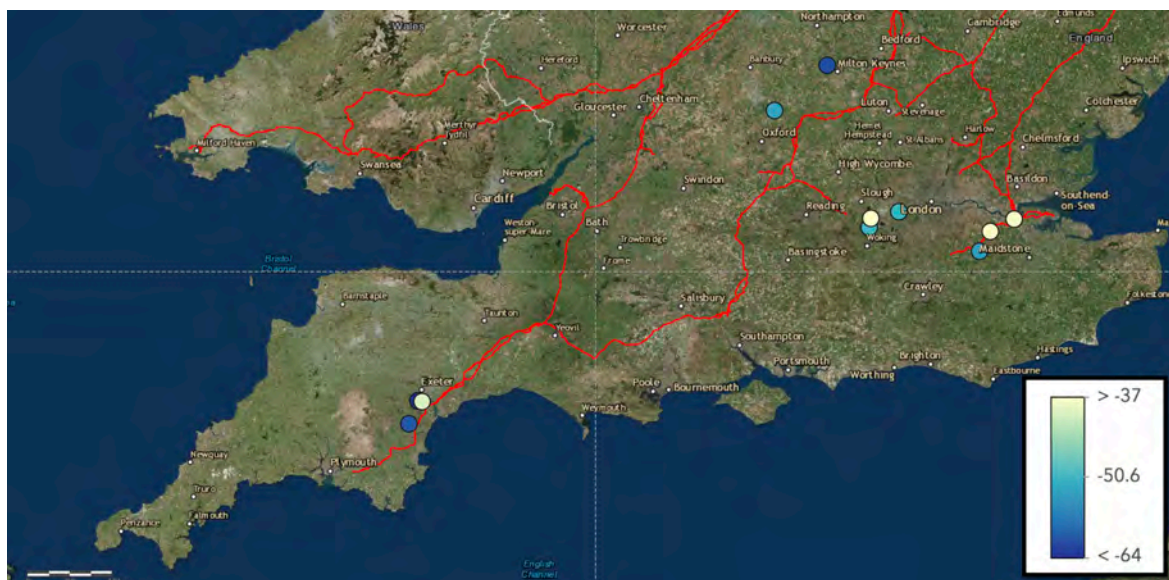 Northampton
Edmunds
Worcester
Cambridge
Wales
Bedford
England
Hereford
Banbury
Milton Keynes
Ipswich
Cheltenham
Gloucester
Luton
Stevenage
Colchester
Merthyr
Tydfil
Oxford
Hemel
Hempstead
St-Albans
Harlow
Chelmsford
Milford-Haven
High Wycombe
Swansea
Swindon
Slough
Basildon
Newport
Southend-
on-Sea
Cardiff
Bristol
Reading
London
Bath
Weston-
super-Mare
Trowbridge
Woking
Ma
Basingstoke
Maidstone
Bristol
Channel
Frome
Crawley
Folkestone
Barnstaple
Salisbury
Taunton
Yeovil
Southampton
Portsmouth
Brighton
Hastings
Worthing
Eastbourne
Exeter
Poole
Bournemouth
Weymouth
> -37
Newquay
Plymouth
-50.6
Truro
Falmouth
Penzance
< -64
English
Channel